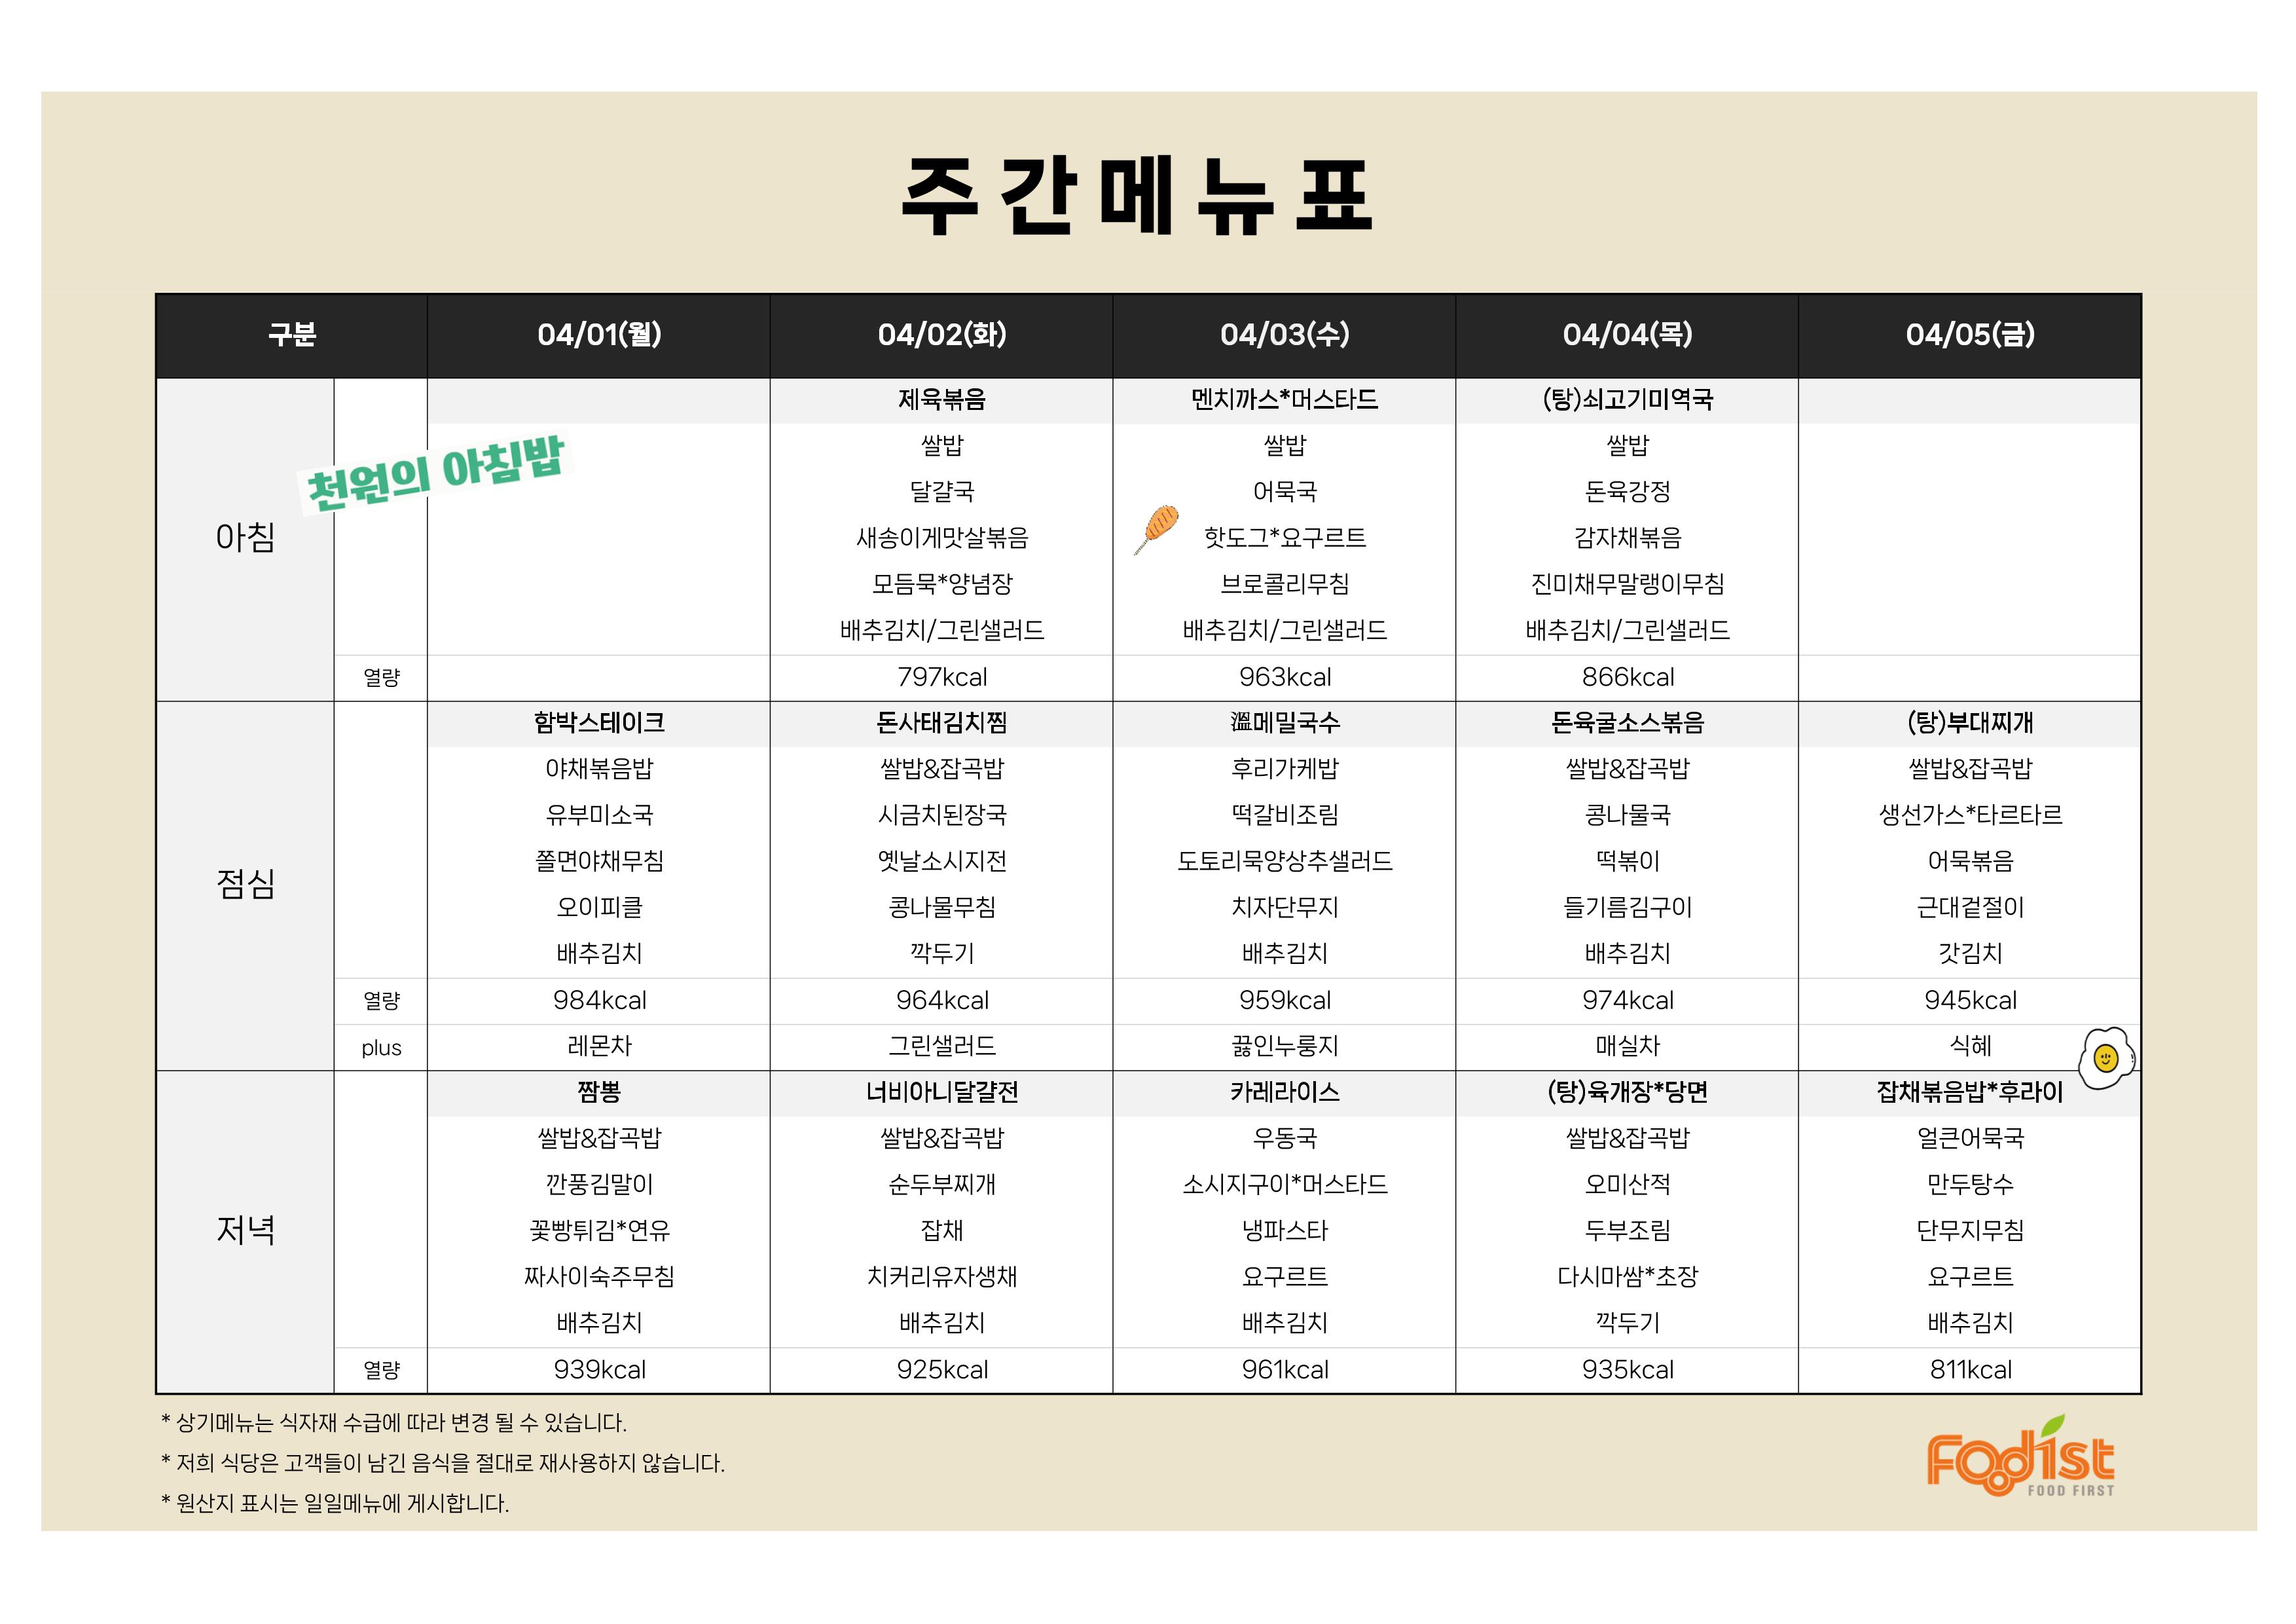 주간메뉴표
구분 04/01(월) 04/02(화) 04/03(수) 04/04(목) 04/05(금)
제육볶음 멘치까스*머스타드 (탕)쇠고기미역국
쌀밥 쌀밥 쌀밥
천원의 아침밥
달걀국 어묵국 돈육강정
아침 새송이게맛살볶음 핫도그*요구르트 감자채볶음
모듬묵*양념장 브로콜리무침 진미채무말랭이무침
배추김치/그린샐러드 배추김치/그린샐러드 배추김치/그린샐러드
열량 797kcal 963kcal 866kcal
함박스테이크 돈사태김치찜 溫메밀국수 돈육굴소스볶음 (탕)부대찌개
야채볶음밥 쌀밥&잡곡밥 후리가케밥 쌀밥&잡곡밥 쌀밥&잡곡밥
유부미소국 시금치된장국 떡갈비조림 콩나물국 생선가스*타르타르
쫄면야채무침 옛날소시지전 도토리묵양상추샐러드 떡볶이 어묵볶음
점심
오이피클 콩나물무침 치자단무지 들기름김구이 근대겉절이
배추김치 깍두기 배추김치 배추김치 갓김치
열량 984kcal 964kcal 959kcal 974kcal 945kcal
plus 레몬차 그린샐러드 끓인누룽지 매실차 식혜
짬뽕 너비아니달걀전 카레라이스 (탕)육개장*당면 잡채볶음밥*후라이
쌀밥&잡곡밥 쌀밥&잡곡밥 우동국 쌀밥&잡곡밥 얼큰어묵국
깐풍김말이 순두부찌개 소시지구이*머스타드 오미산적 만두탕수
저녁 꽃빵튀김*연유 잡채 냉파스타 두부조림 단무지무침
짜사이숙주무침 치커리유자생채 요구르트 다시마쌈*초장 요구르트
배추김치 배추김치 배추김치 깍두기 배추김치
열량 939kcal 925kcal 961kcal 935kcal 811kcal
* 상기메뉴는 식자재 수급에 따라 변경 될 수 있습니다.
* 저희 식당은 고객들이 남긴 음식을 절대로 재사용하지 않습니다.
* 원산지 표시는 일일메뉴에 게시합니다.
Foodist
FOOD FIRST